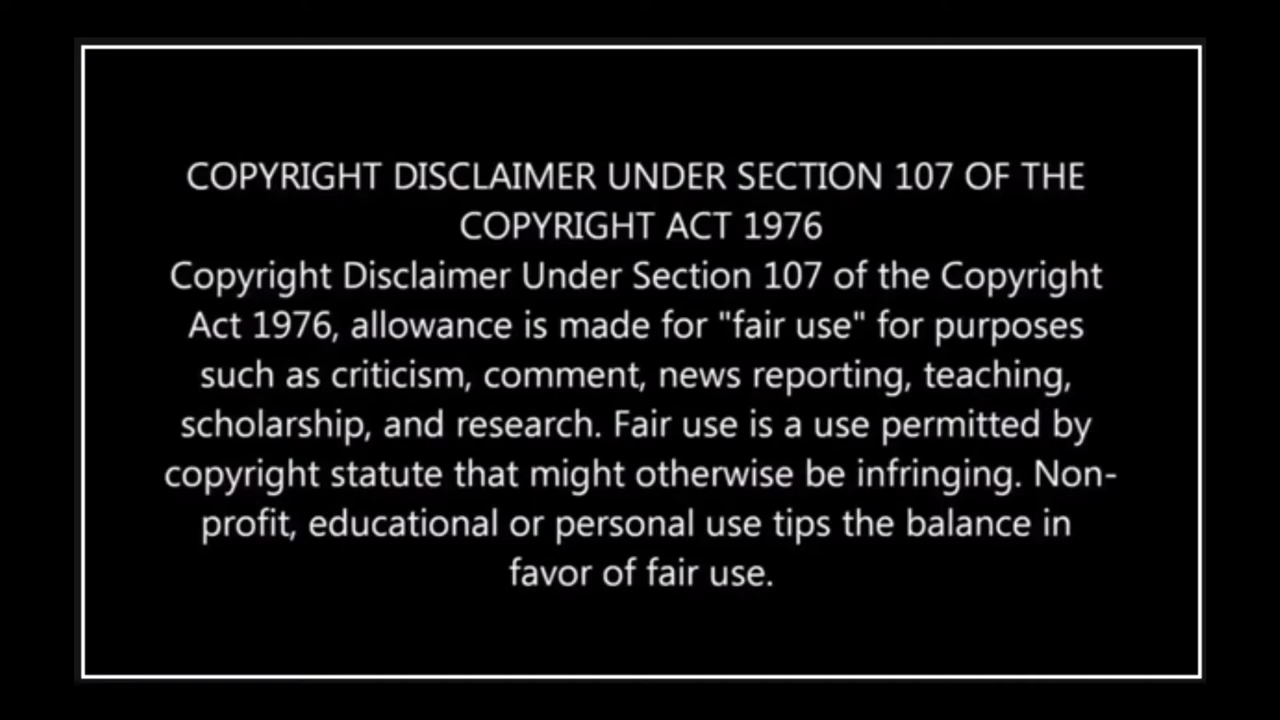 COPYRIGHT DISCLAIMER UNDER SECTION 107 OF THE
COPYRIGHT ACT 1976
Copyright Disclaimer Under Section 107 of the Copyright
Act 1976, allowance is made for "fair use" for purposes
such as criticism, comment, news reporting, teaching,
scholarship, and research. Fair use is a use permitted by
copyright statute that might otherwise be infringing. Non-
profit, educational or personal use tips the balance in
favor of fair use.